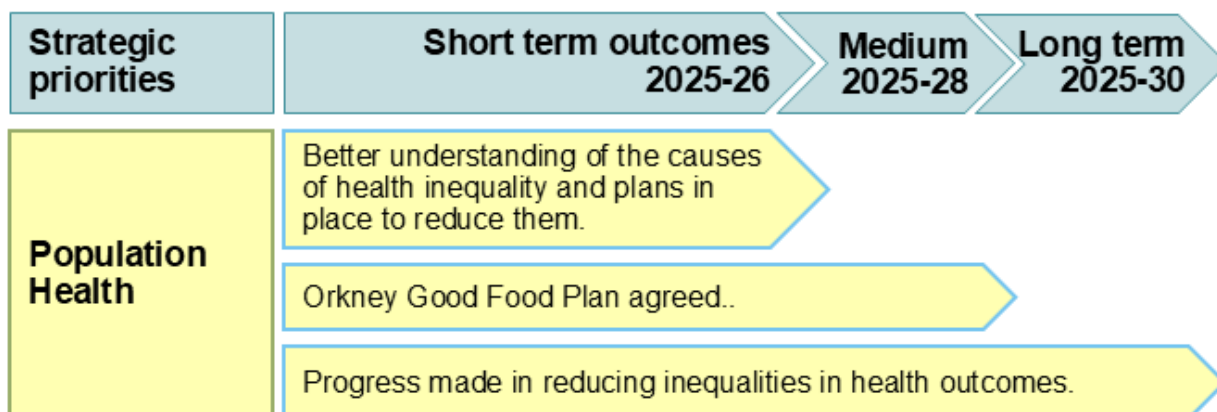 Strategic
priorities
Short term outcomes
2025-26
Medium
2025-28
Long term
2025-30
Population
Health
Better understanding of the causes
of health inequality and plans in
place to reduce them.
Orkney Good Food Plan agreed..
Progress made in reducing inequalities in health outcomes.